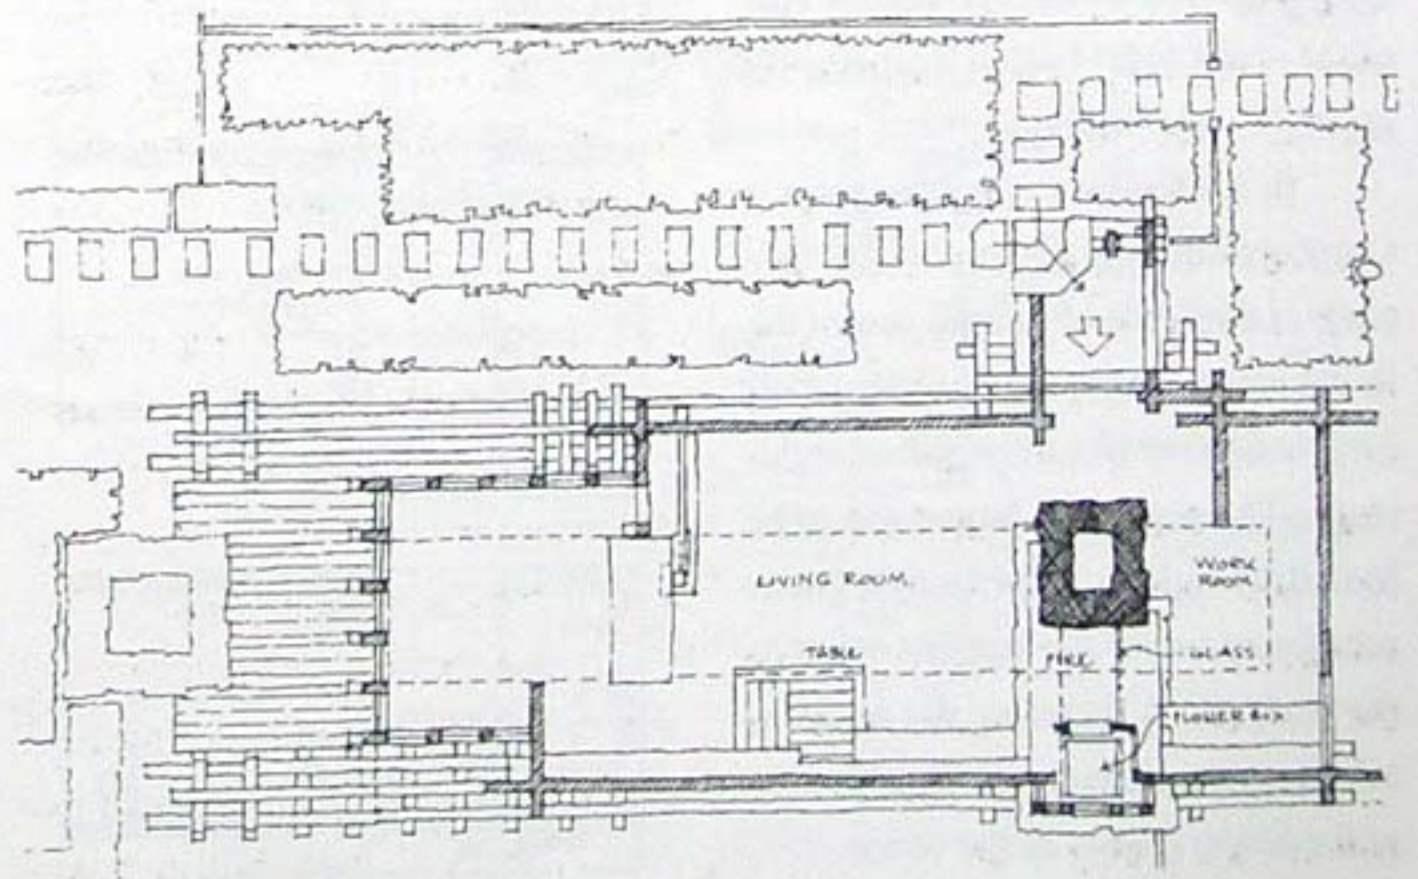 LIVING ROOM
WORK
ROOM
TABLE
FIRE
GLASS
FLOWER BOX